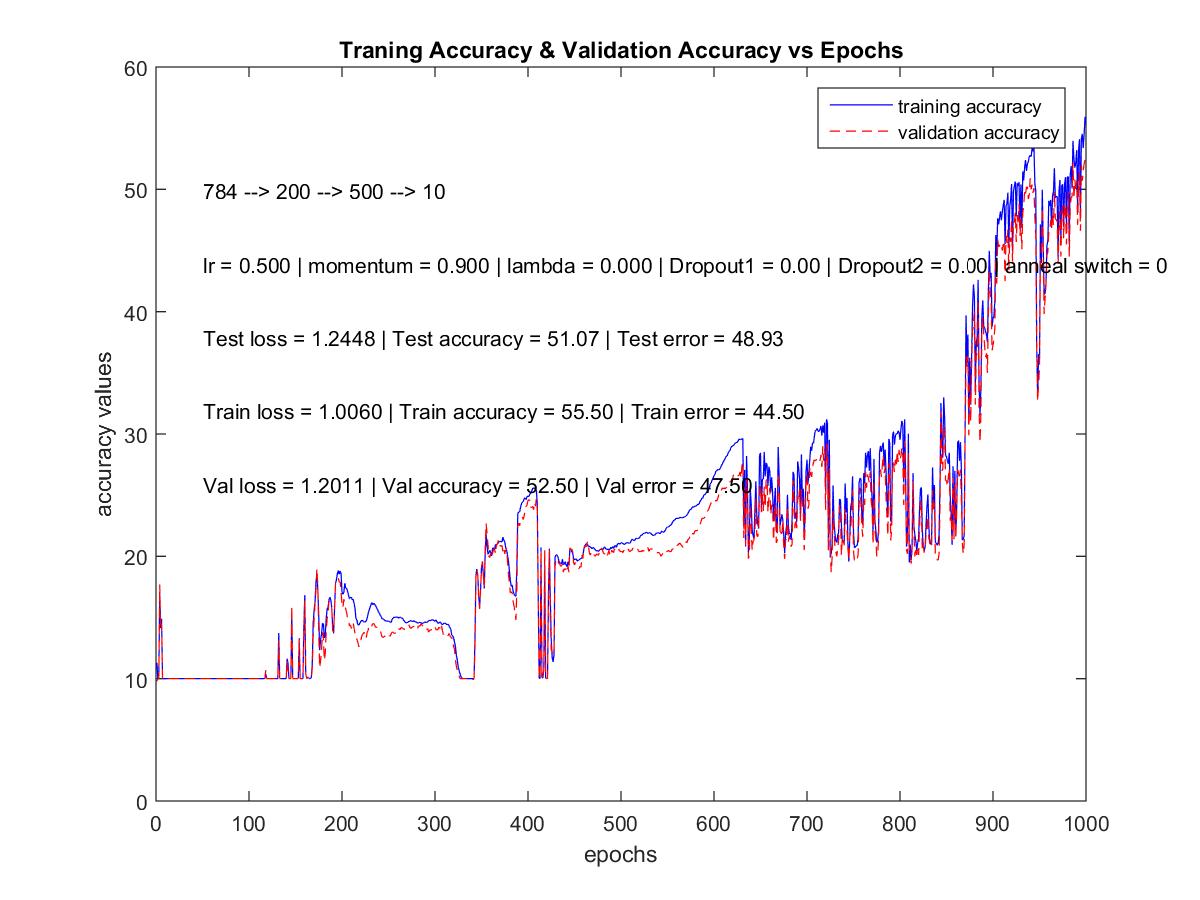 Traning Accuracy & Validation Accuracy vs Epochs
60
50
40
30
20
10
0
accuracy values
training accuracy
validation accuracy
784 --> 200 --> 500 --> 10
lr = 0.500 | momentum = 0.900 | lambda = 0.000 | Dropout1 = 0.00 | Dropout2 = 0.00 | anneal switch = 0
Test loss = 1.2448 | Test accuracy = 51.07 | Test error = 48.93
Train loss = 1.0060 | Train accuracy = 55.50 | Train error = 44.50
Val loss = 1.2011 | Val accuracy = 52.50 | Val error = 47.50
0 100 200 300 400 500 600 700 800 900 1000
epochs